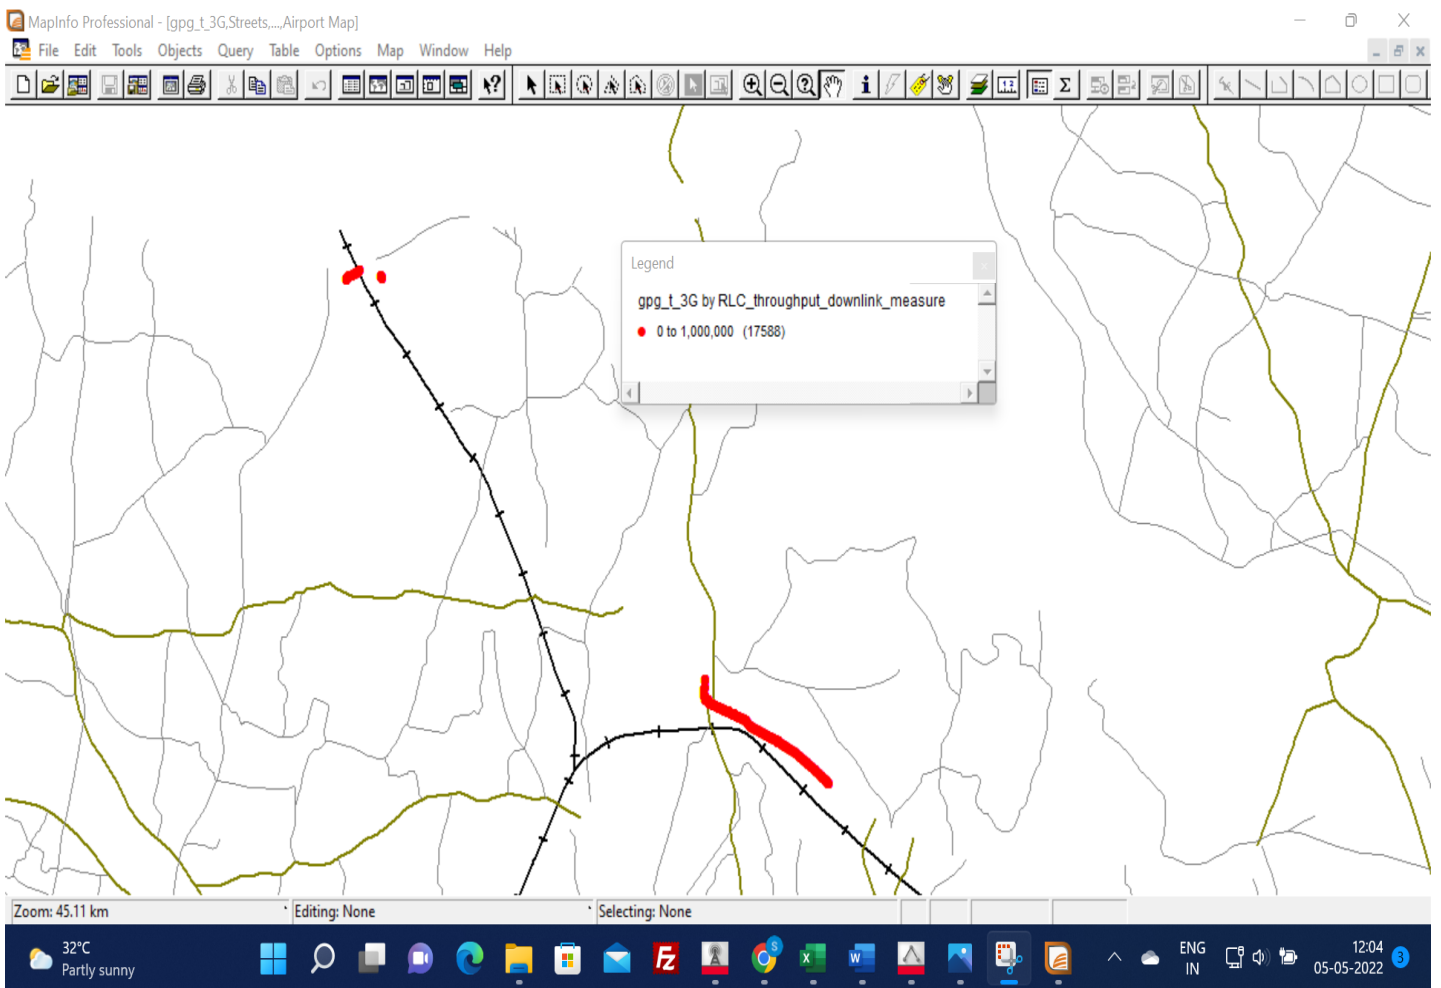 MapInfo Professional - [gpg_t_3G,Streets,...,Airport Map]
File Edit Tools Objects Query Table Options Map Window Help
Legend
gpg_t_3G by RLC_throughput_downlink_measure
0 to 1,000,000 (17588)
Zoom: 45.11 km
Editing: None
Selecting: None
32°C
Partly sunny
ENG
IN
12:04
05-05-2022
3